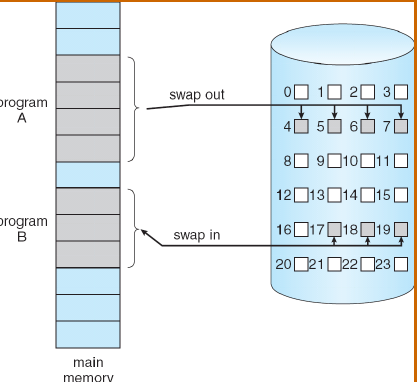 swap out
0 1 2 3
program
A
4 5 6 7
8 9 10 11
12 13 14 15
program
B
16 17 18 19
swap in
20 21 22 23
main
memory